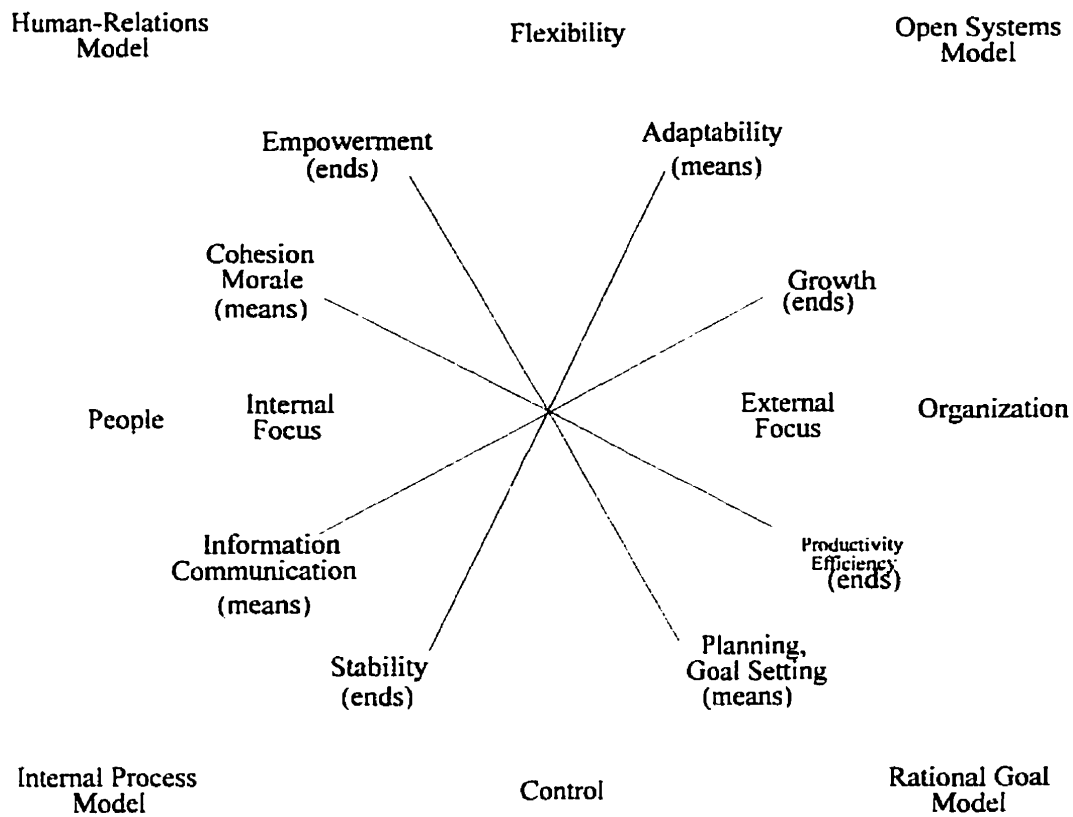 Human-Relations
Model
Flexibility
Open Systems
Model
Empowerment
(ends)
Adaptability
(means)
Cohesion
Morale
(means)
Growth
(ends)
People
Internal
Focus
External
Focus
Organization
Information
Communication
(means)
Productivity
Efficiency
(ends)
Stability
(ends)
Planning,
Goal Setting
(means)
Internal Process
Model
Control
Rational Goal
Model